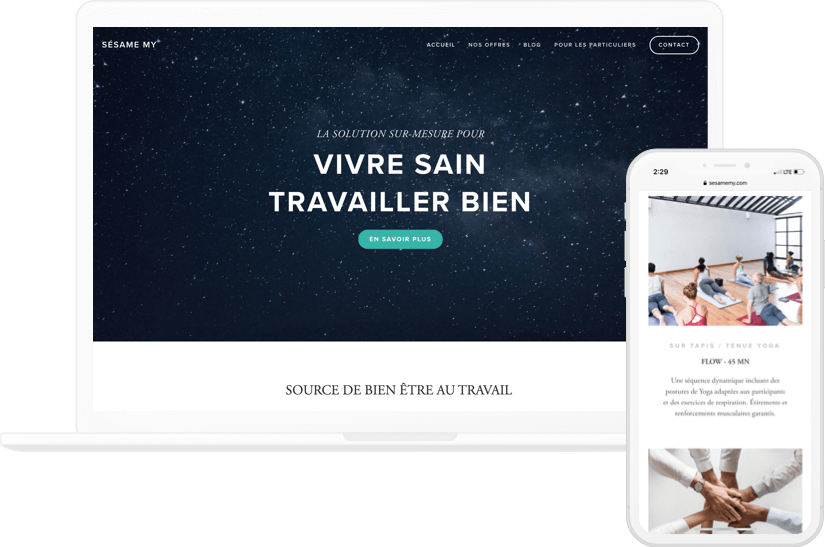 SÉSAME MY
ACCUEIL NOS OFFRES BLOG POUR LES PARTICULIERS CONTACT
LA SOLUTION SUR-MESURE POUR
VIVRE SAIN
TRAVAILLER BIEN
EN SAVOIR PLUS
SOURCE DE BIEN ÊTRE AU TRAVAIL
2:29
LTE
sesamemy.com
SUR TAPIS / TENUE YOGA
FLOW - 45 MN
Une séquence dynamique incluant des
postures de Yoga adaptées aux participants
et des exercices de respiration. Étirements et
renforcements musculaires garantis.